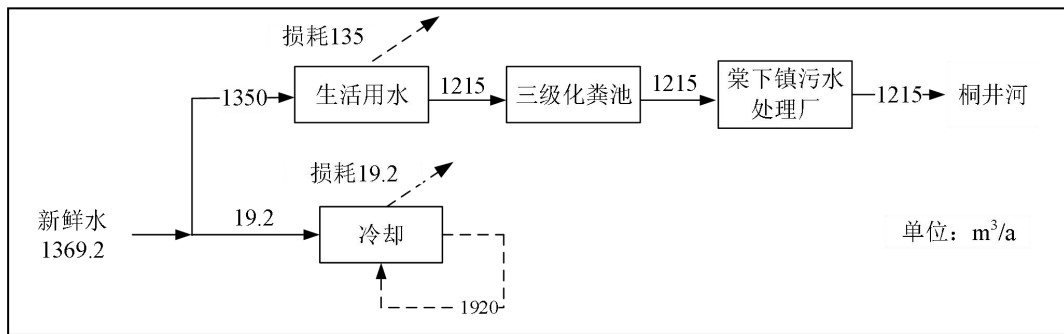 损耗135
1350
生活用水
1215
三级化粪池
1215
棠下镇污水
处理厂
1215
桐井河
损耗19.2
新鲜水
1369.2
19.2
冷却
1920
单位：m³/a